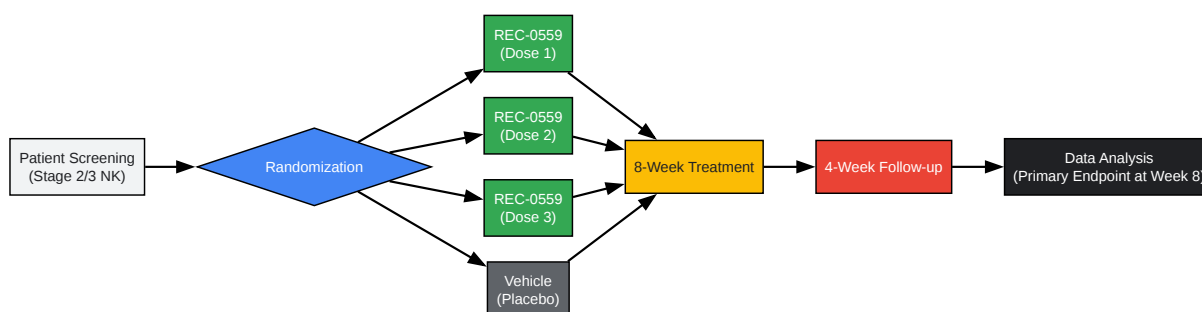 Patient Screening
(Stage 2/3 NK)
Randomization
REC-0559
(Dose 1)
REC-0559
(Dose 2)
REC-0559
(Dose 3)
Vehicle
(Placebo)
8-Week Treatment
4-Week Follow-up
Data Analysis
(Primary Endpoint at Week 8)